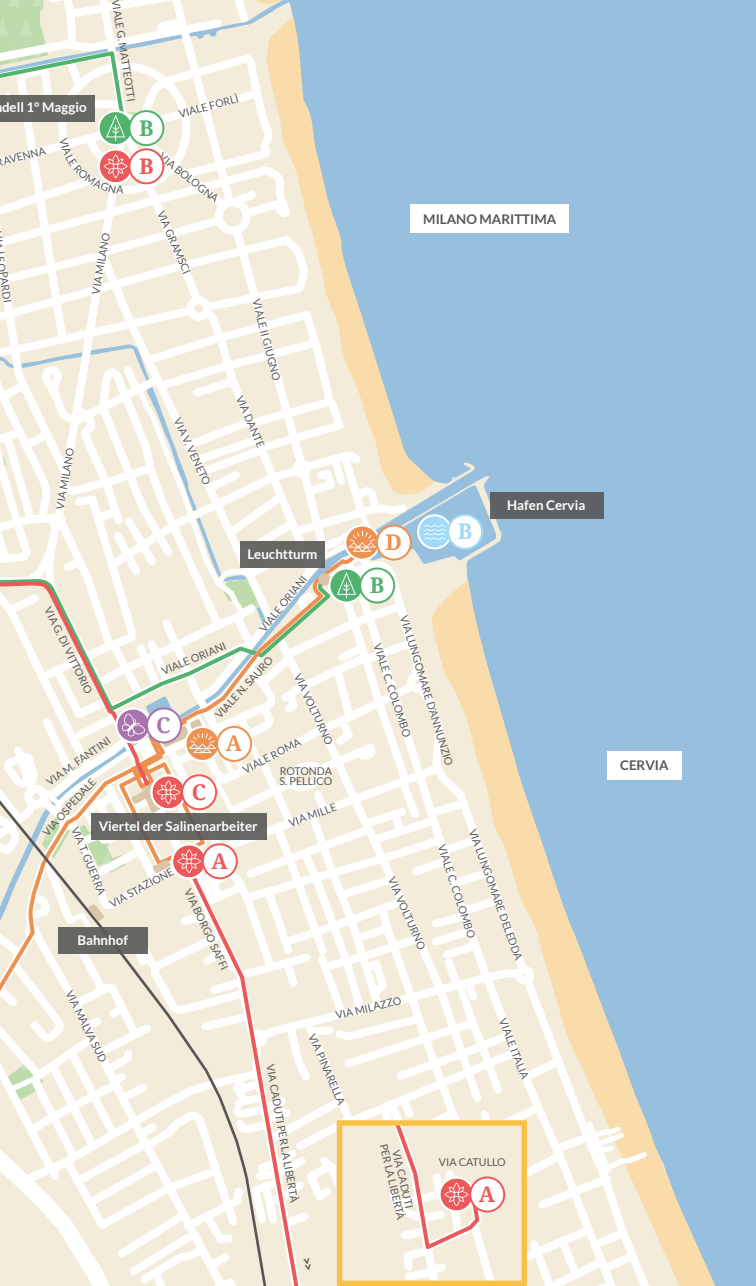 VIALE G. MATTEOTTI
ndell 1° Maggio
VIALE FORLÌ
B
RAVENNA
VIALE ROMAGNA
B
VIA BOLOGNA
MILANO MARITTIMA
VIA LEOPARDI
VIA MILANO
VIA GRAMSCI
VIALE II GIUGNO
VIA DANTE
VIA V. VENETO
VIA MILANO
Hafen Cervia
B
D
Leuchtturm
B
VIALE ORIANI
VIA G. DI VITTORIO
VIALE ORIANI
VIALE N. SAURO
VIALE C. COLOMBO
VIA LUNGOMARE D'ANNUNZIO
VIA VOLTURNO
C
A
VIALE ROMA
VIA M. FANTINI
ROTONDA
S. PELLICO
CERVIA
C
VIA OSPEDALE
VIA MILLE
Viertel der Salinenarbeiter
VIA T. GUERRA
A
VIA STAZIONE
VIA BORGO SAFFI
VIA VOLTURNO
VIALE C. COLOMBO
VIA LUNGOMARE DELEDDA
Bahnhof
VIA MALVA SUD
VIA MILAZZO
VIA PINARELLA
VIALE ITALIA
VIA CADUTI PER LA LIBERTÀ
VIA CADUTI
PER LA LIBERTÀ
VIA CATULLO
A
»